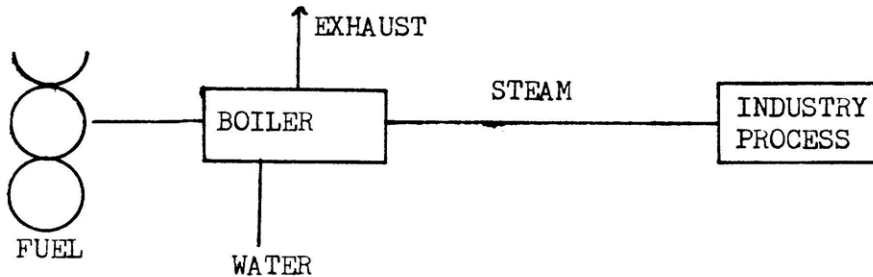 EXHAUST
STEAM
BOILER
INDUSTRY
PROCESS
FUEL
WATER